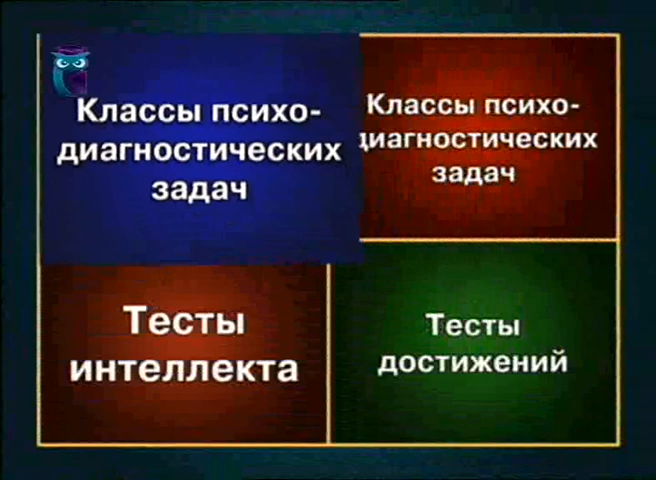 Классы психо-
диагностических
задач
Классы психо-
диагностических
задач
Тесты
интеллекта
Тесты
достижений